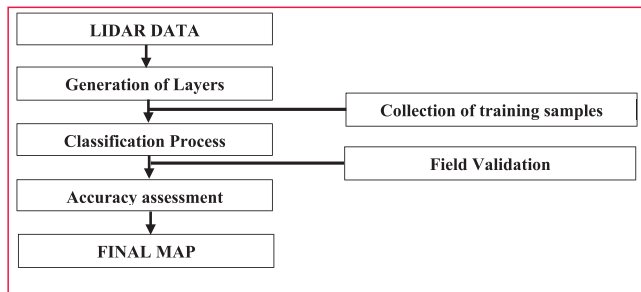 LIDAR DATA
Generation of Layers
Collection of training samples
Classification Process
Field Validation
Accuracy assessment
FINAL MAP